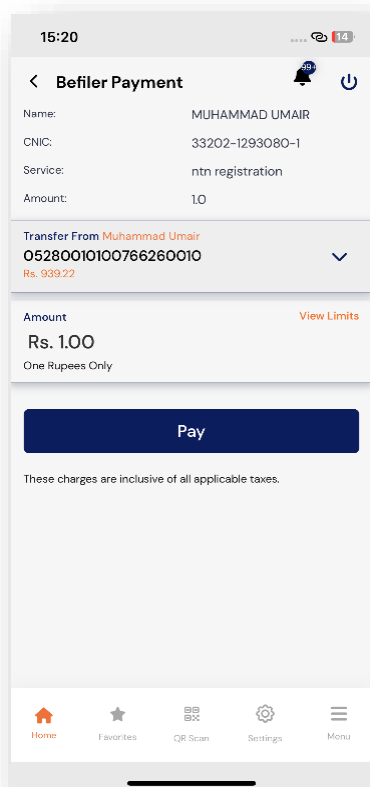 15:20
14
Befiler Payment
99+
Name: MUHAMMAD UMAIR
CNIC: 33202-1293080-1
Service: ntn registration
Amount: 1.0
Transfer From Muhammad Umair
05280010100766260010
Rs. 939.22
Amount View Limits
Rs. 1.00
One Rupees Only
Pay
These charges are inclusive of all applicable taxes.
Home Favorites QR Scan Settings Menu